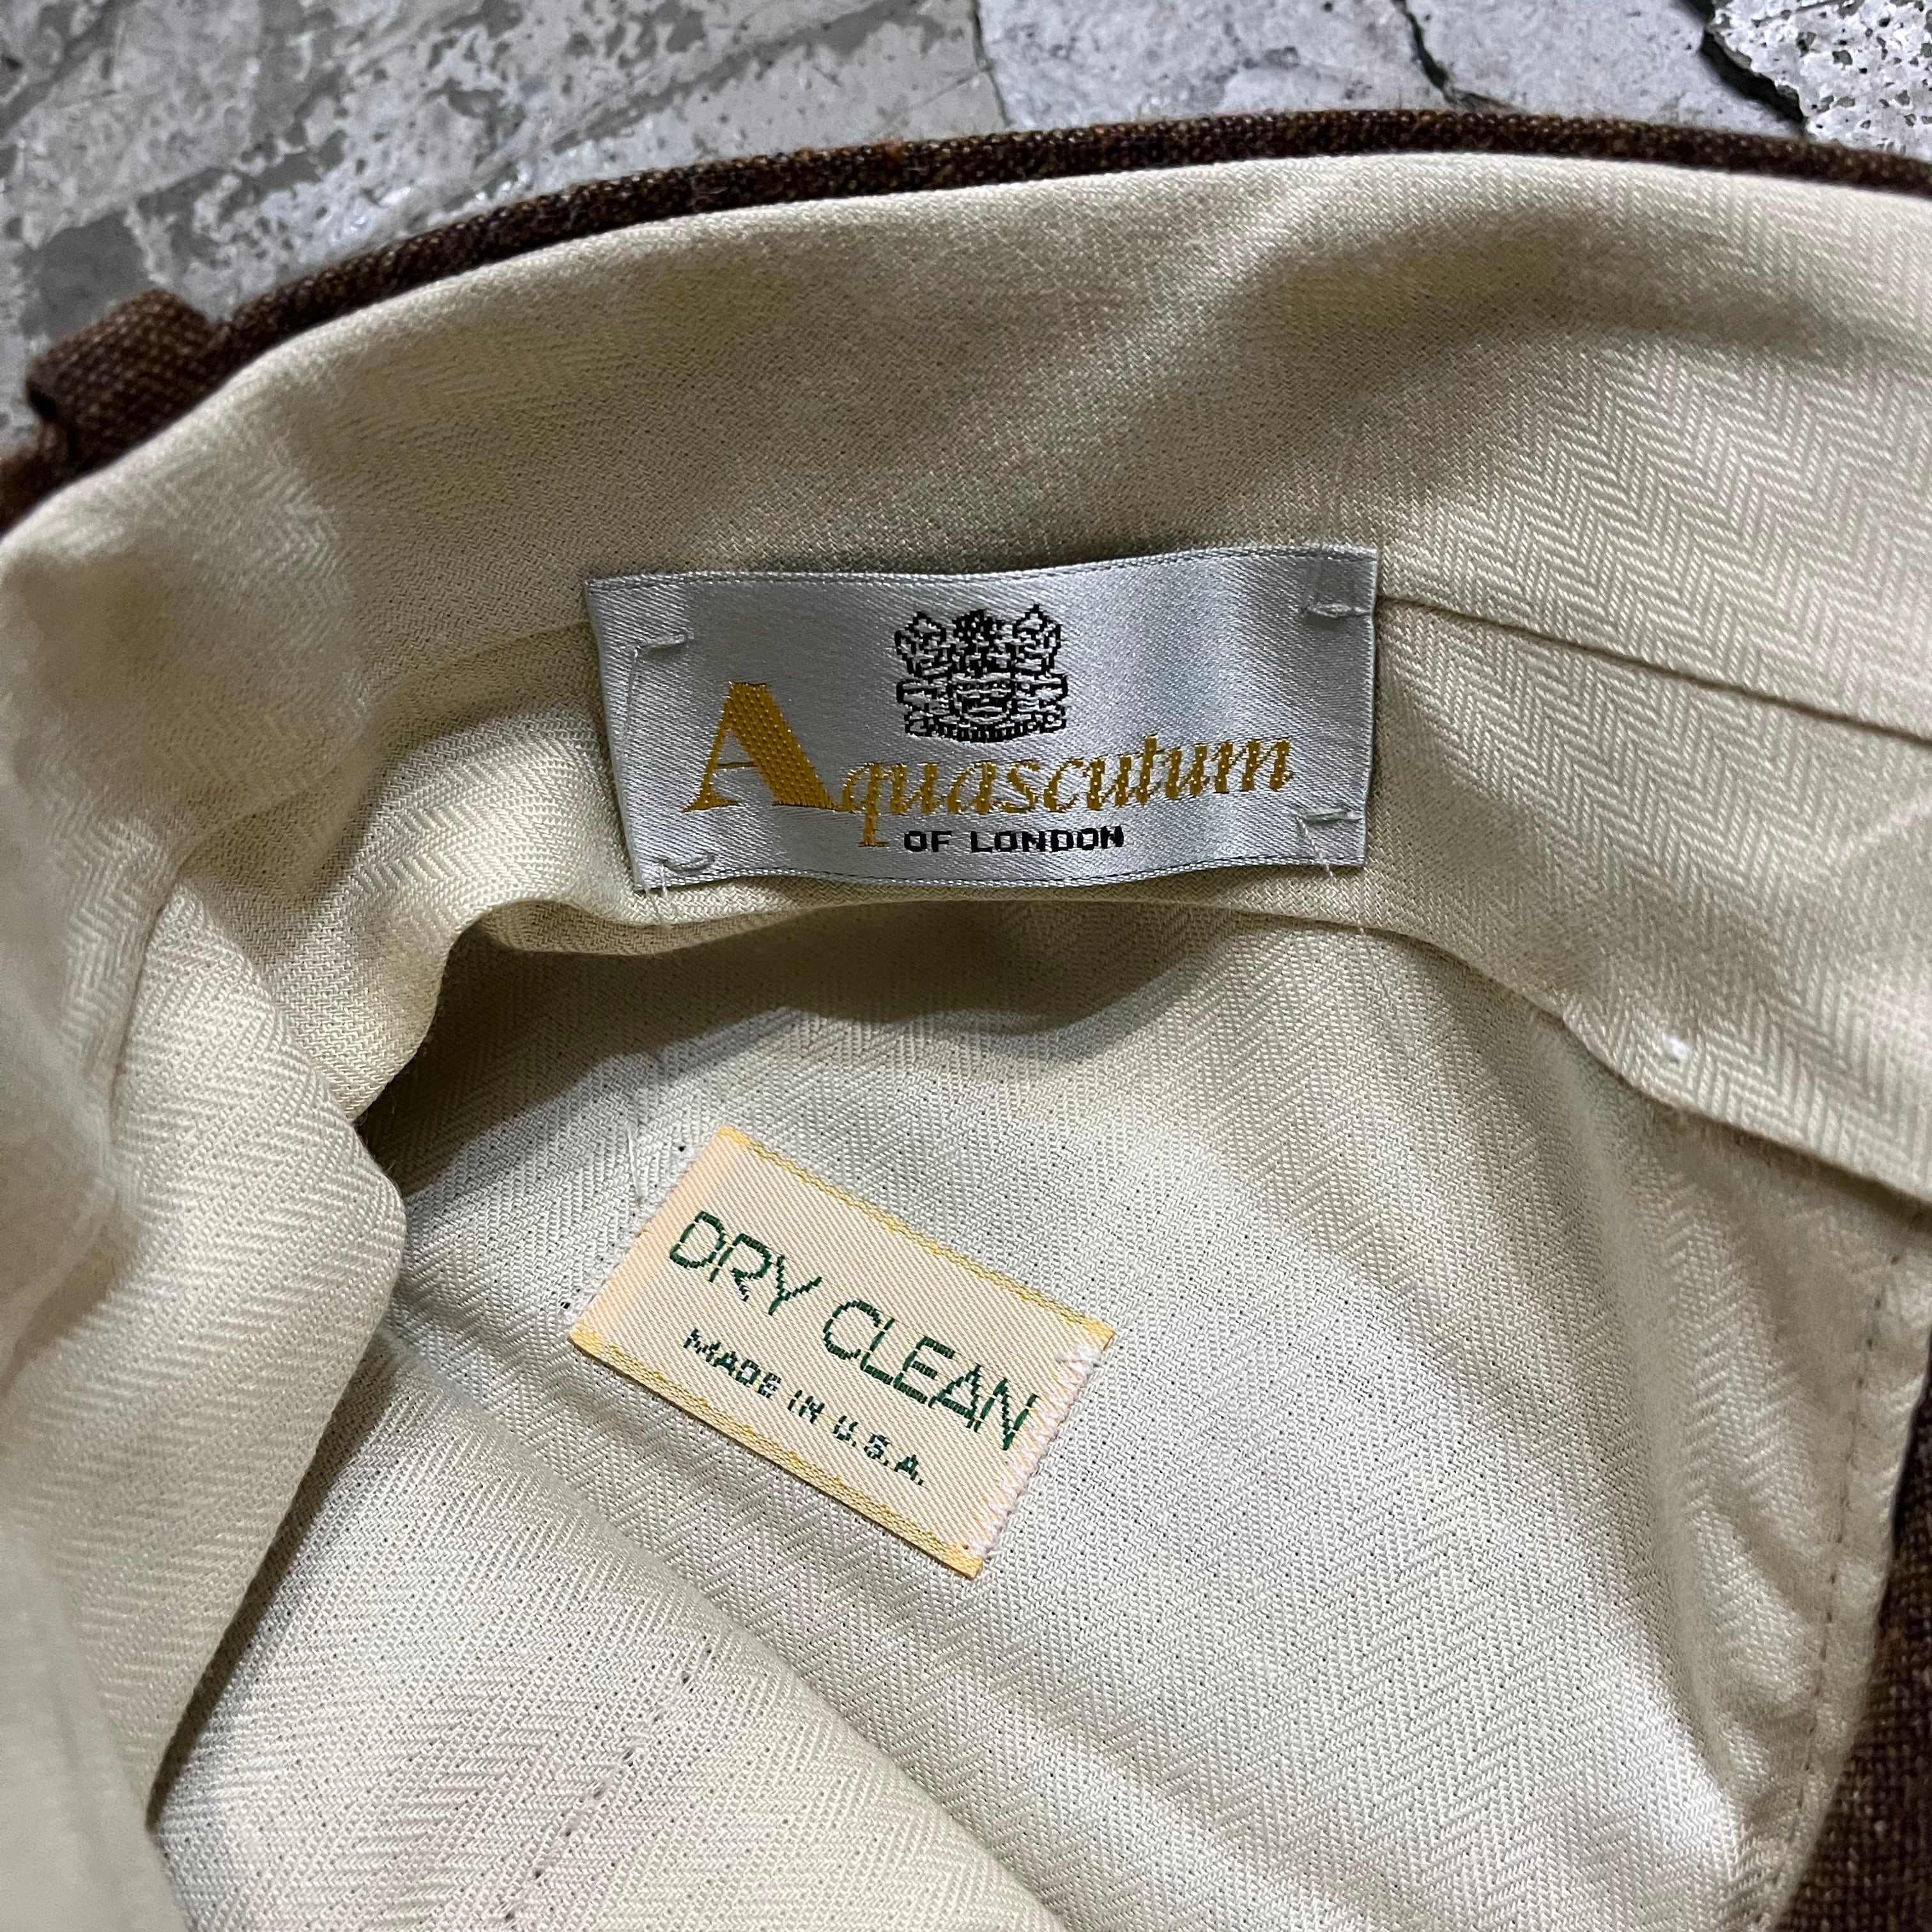 Aquascutum
OF LONDON
DRY CLEAN
MADE IN U.S.A.